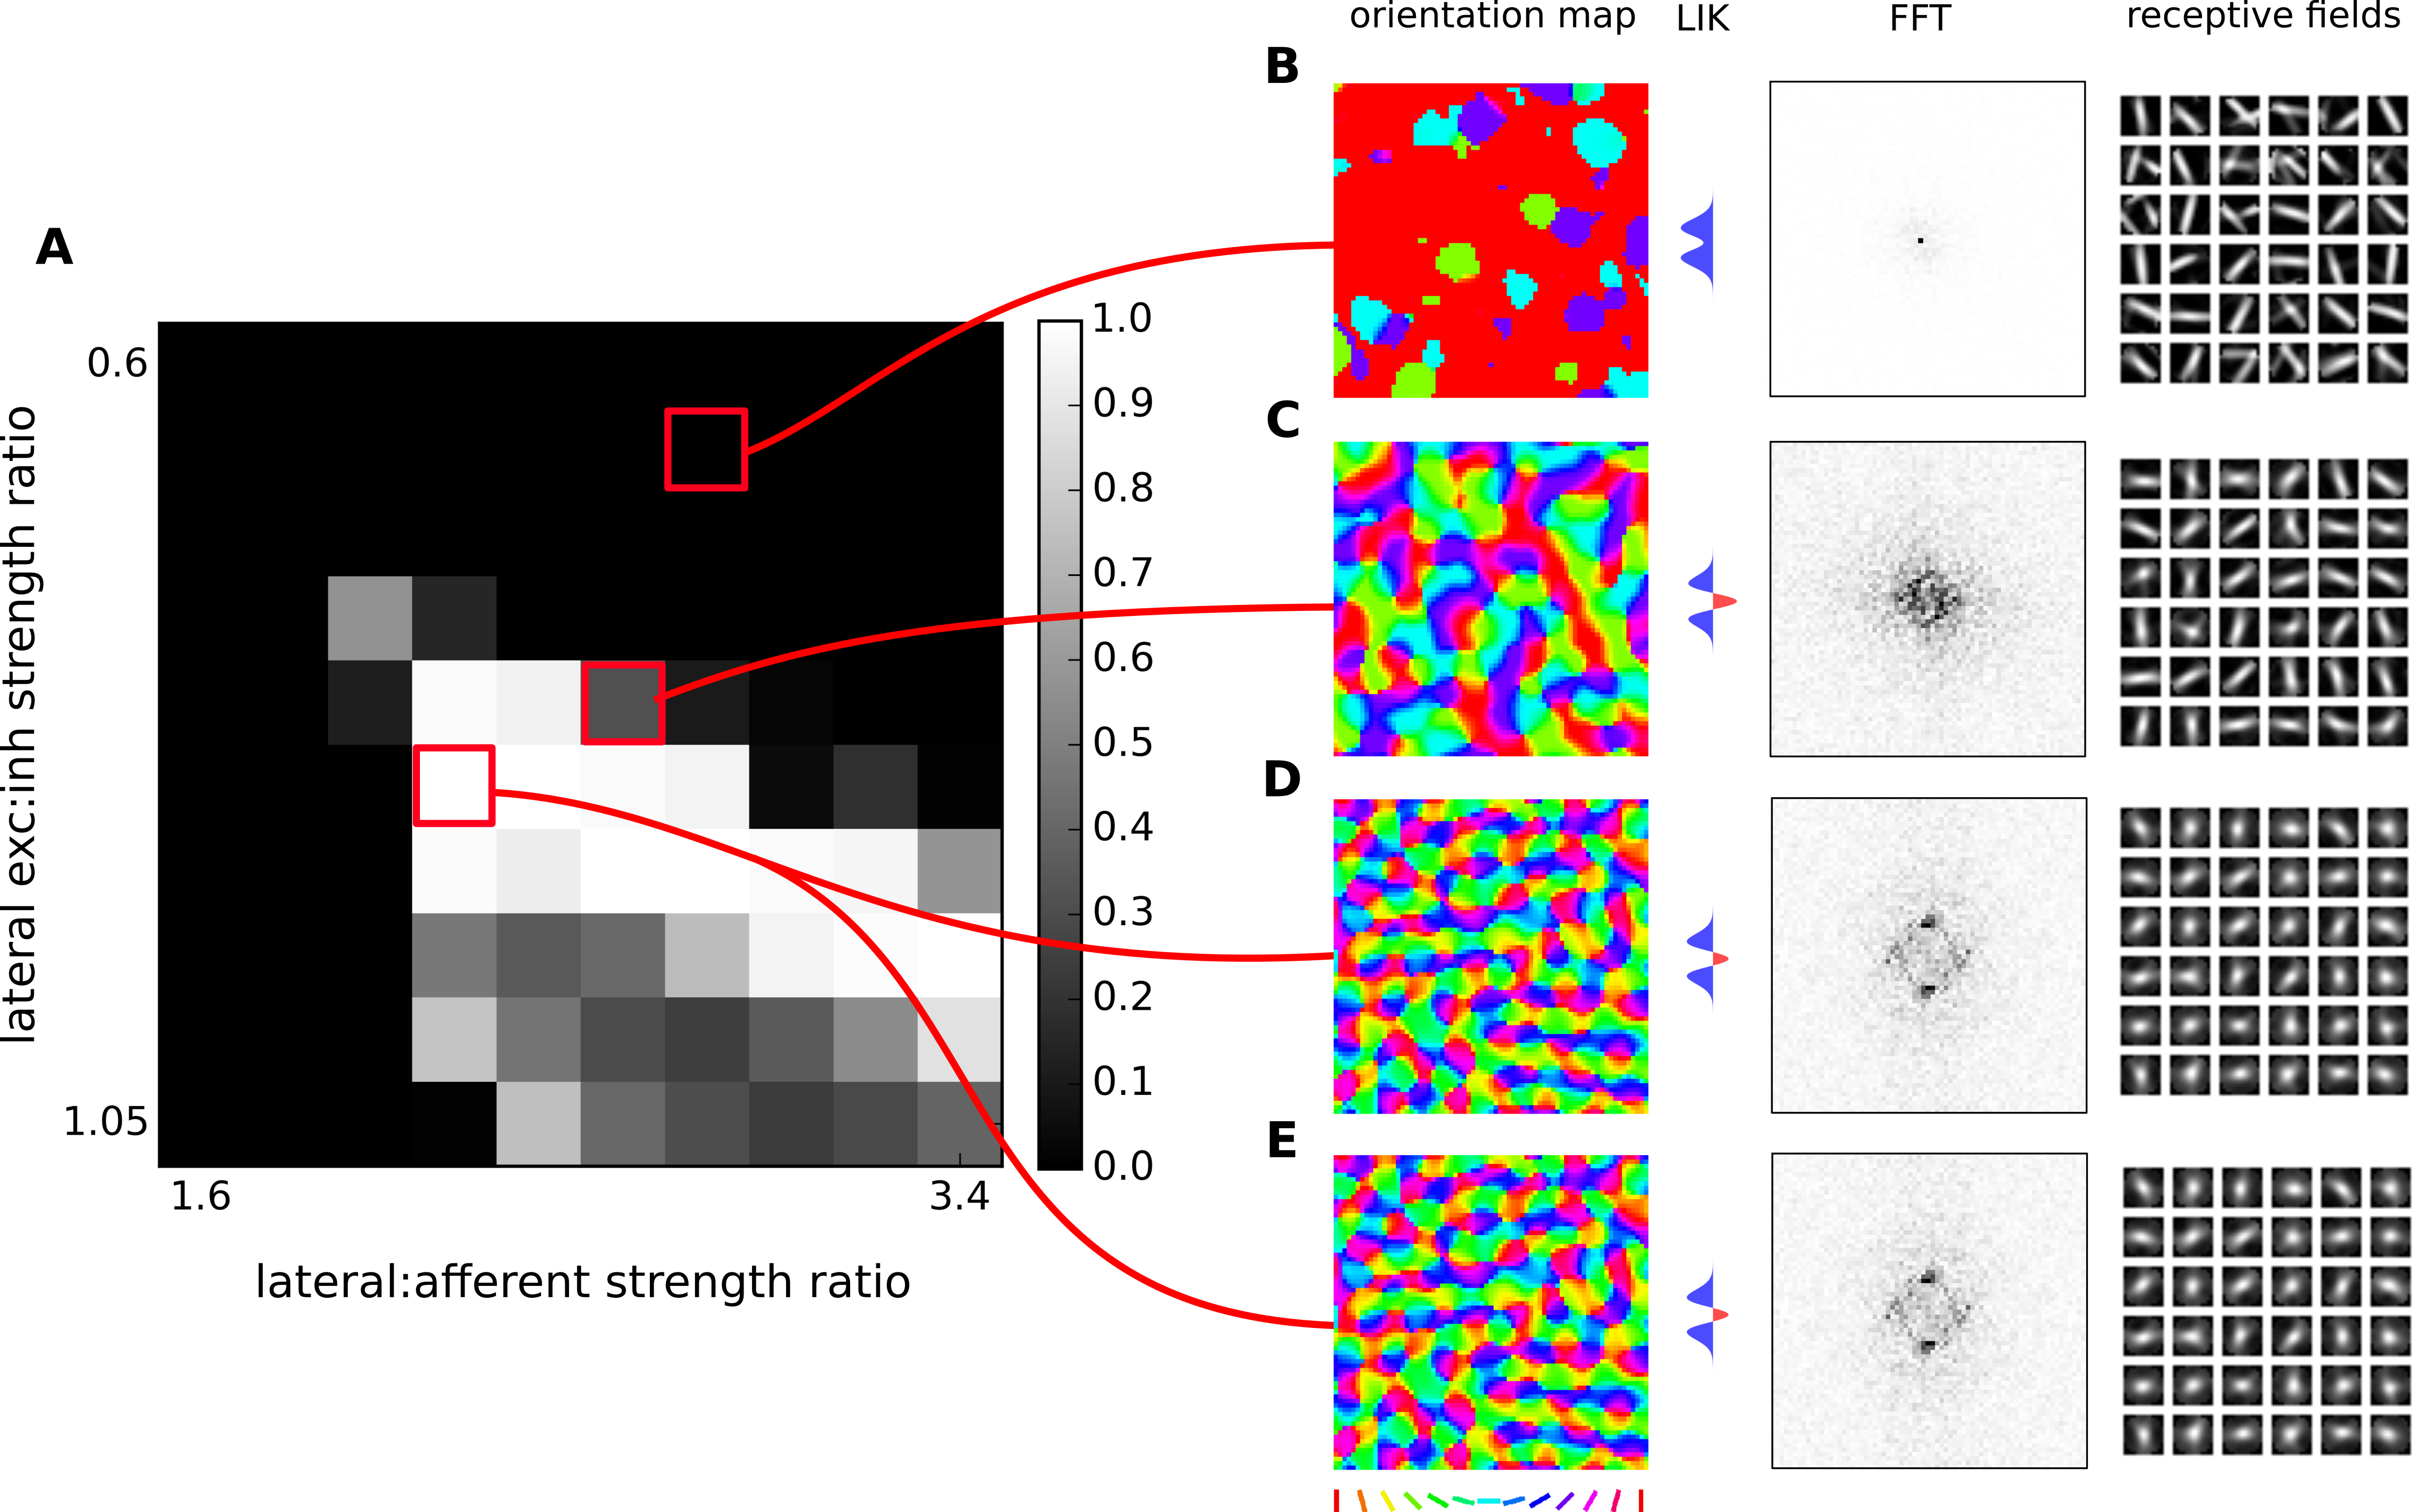 orientation map LIK FFT receptive fields
B
A
1.0
0.6
0.9
C
0.8
0.7
0.6
0.5
D
0.4
0.3
0.2
0.1
1.05
E
0.0
1.6 3.4
lateral:afferent strength ratio
lateral exc:inh strength ratio